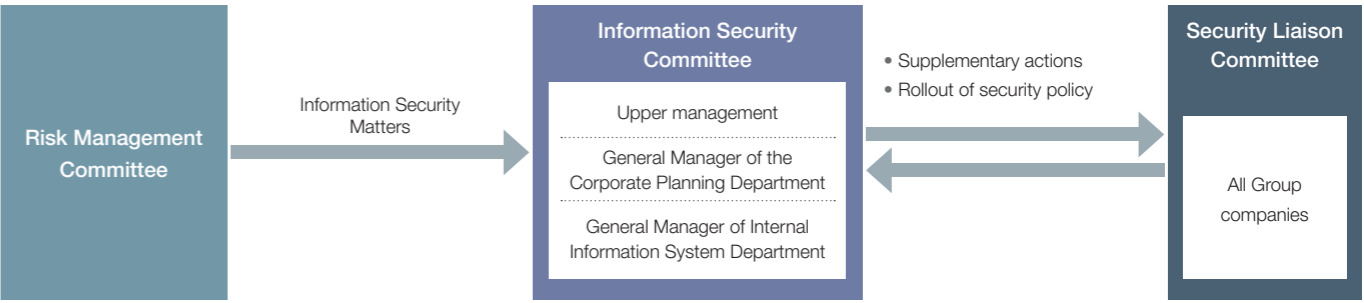 Risk Management
Committee
Information Security
Matters
Information Security
Committee
Upper management
General Manager of the
Corporate Planning Department
General Manager of Internal
Information System Department
• Supplementary actions
• Rollout of security policy
Security Liaison
Committee
All Group
companies